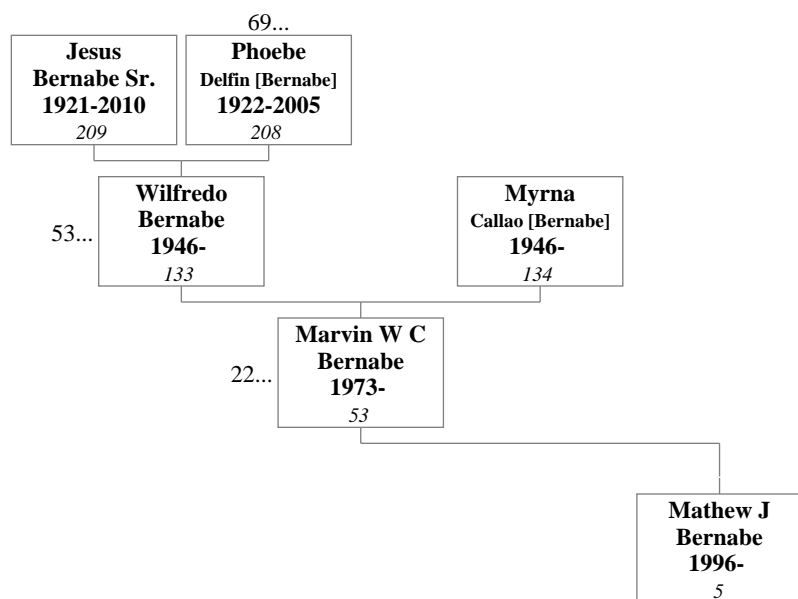 69...
Jesus
Bernabe Sr.
1921-2010
209
Phoebe
Delfin [Bernabe]
1922-2005
208
53...
Wilfredo
Bernabe
1946-
133
Myrna
Callao [Bernabe]
1946-
134
22...
Marvin W C
Bernabe
1973-
53
Mathew J
Bernabe
1996-
5